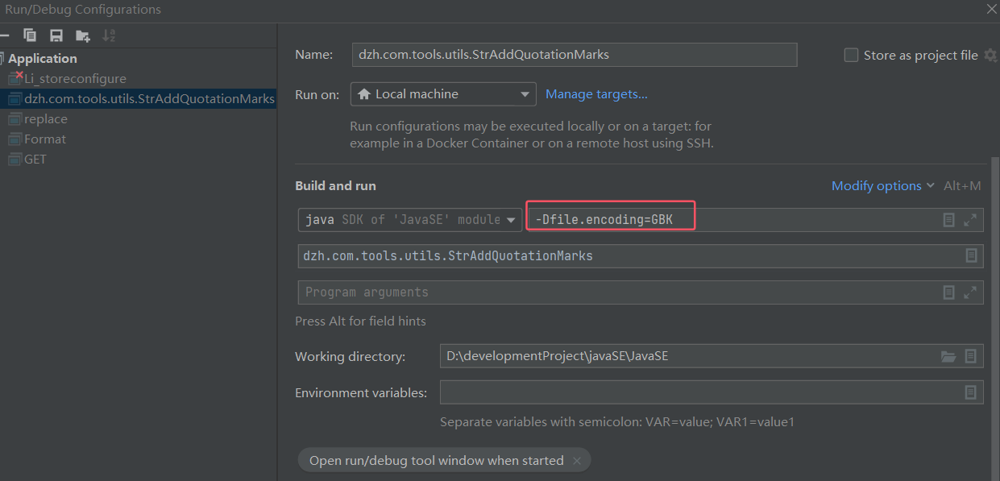 Run/Debug Configurations
Application
Li_storeconfigure
dzh.com.tools.utils.StrAddQuotationMarks
replace
Format
GET
Name: dzh.com.tools.utils.StrAddQuotationMarks Store as project file
Run on: Local machine Manage targets...
Run configurations may be executed locally or on a target: for
example in a Docker Container or on a remote host using SSH.
Build and run Modify options Alt+M
java SDK of 'JavaSE' module -Dfile.encoding=GBK
dzh.com.tools.utils.StrAddQuotationMarks
Program arguments
Press Alt for field hints
Working directory: D:\developmentProject\javaSE\JavaSE
Environment variables:
Separate variables with semicolon: VAR=value; VAR1=value1
Open run/debug tool window when started